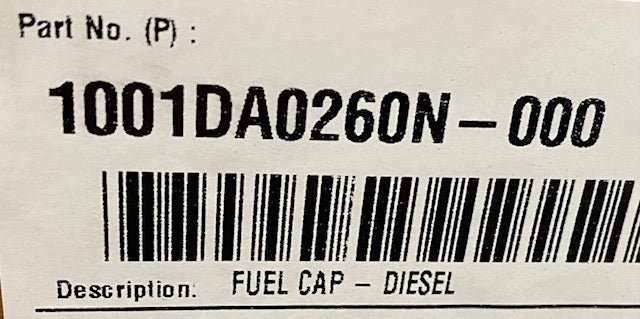 Part No. (P) :
1001DA0260N-000
Description: FUEL CAP - DIESEL